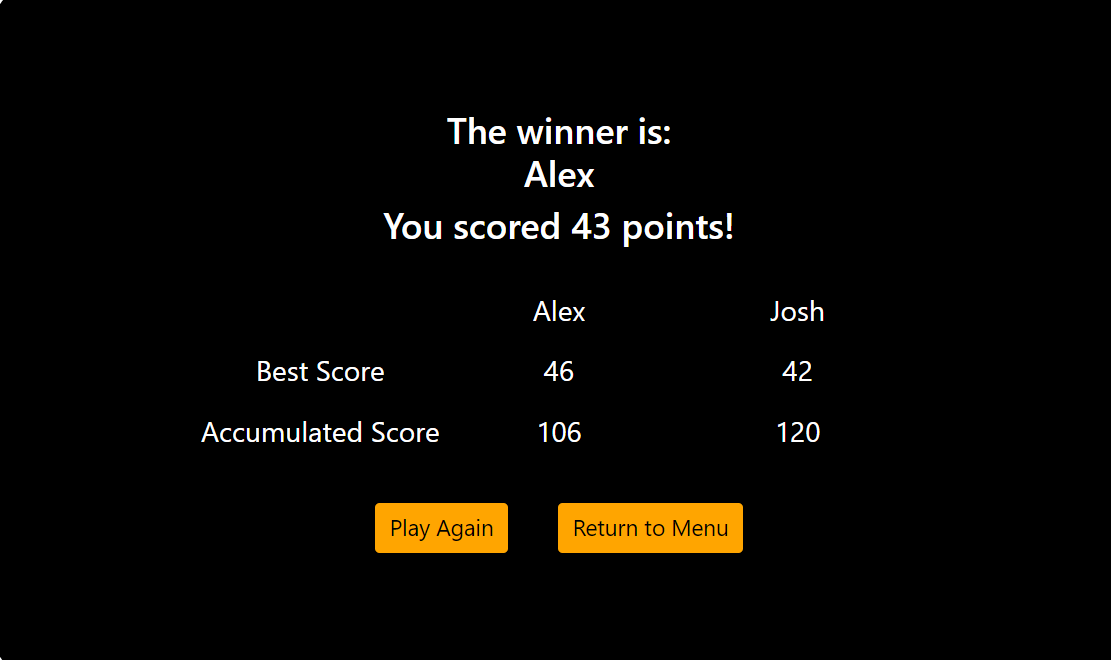 The winner is:
Alex
You scored 43 points!
Alex Josh
Best Score 46 42
Accumulated Score 106 120
Play Again Return to Menu